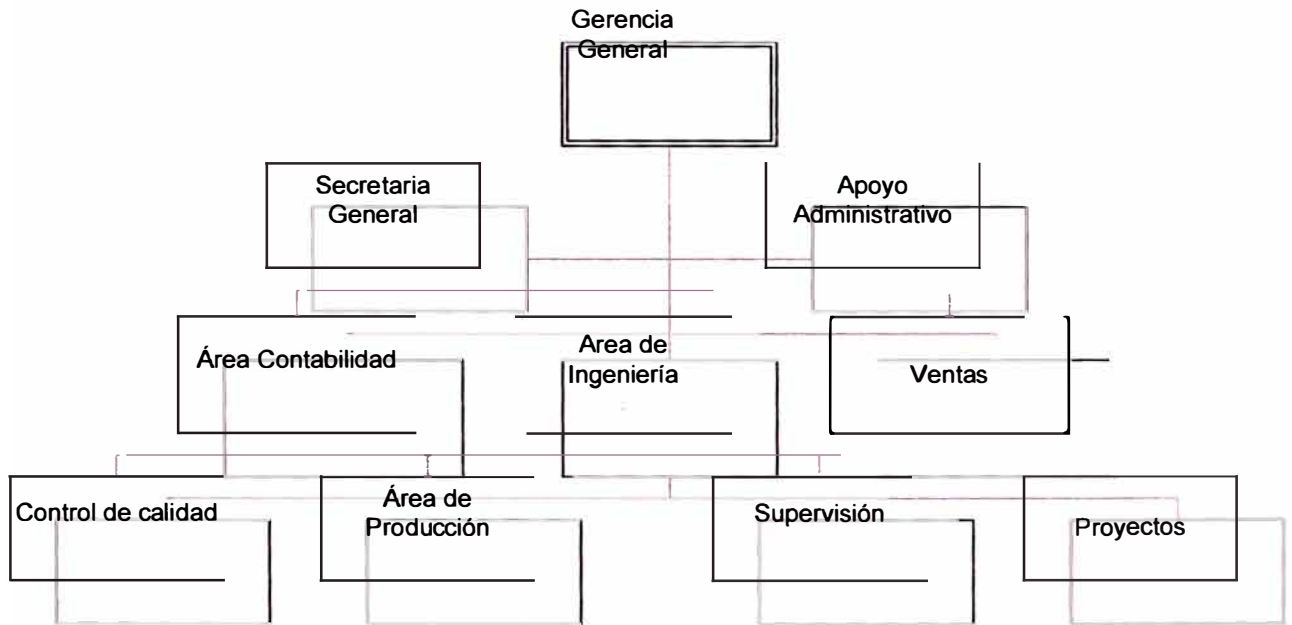 Gerencia
General
Secretaria
General
Apoyo
Administrativo
Área Contabilidad
Area de
Ingeniería
Ventas
Control de calidad
Área de
Producción
Supervisión
Proyectos